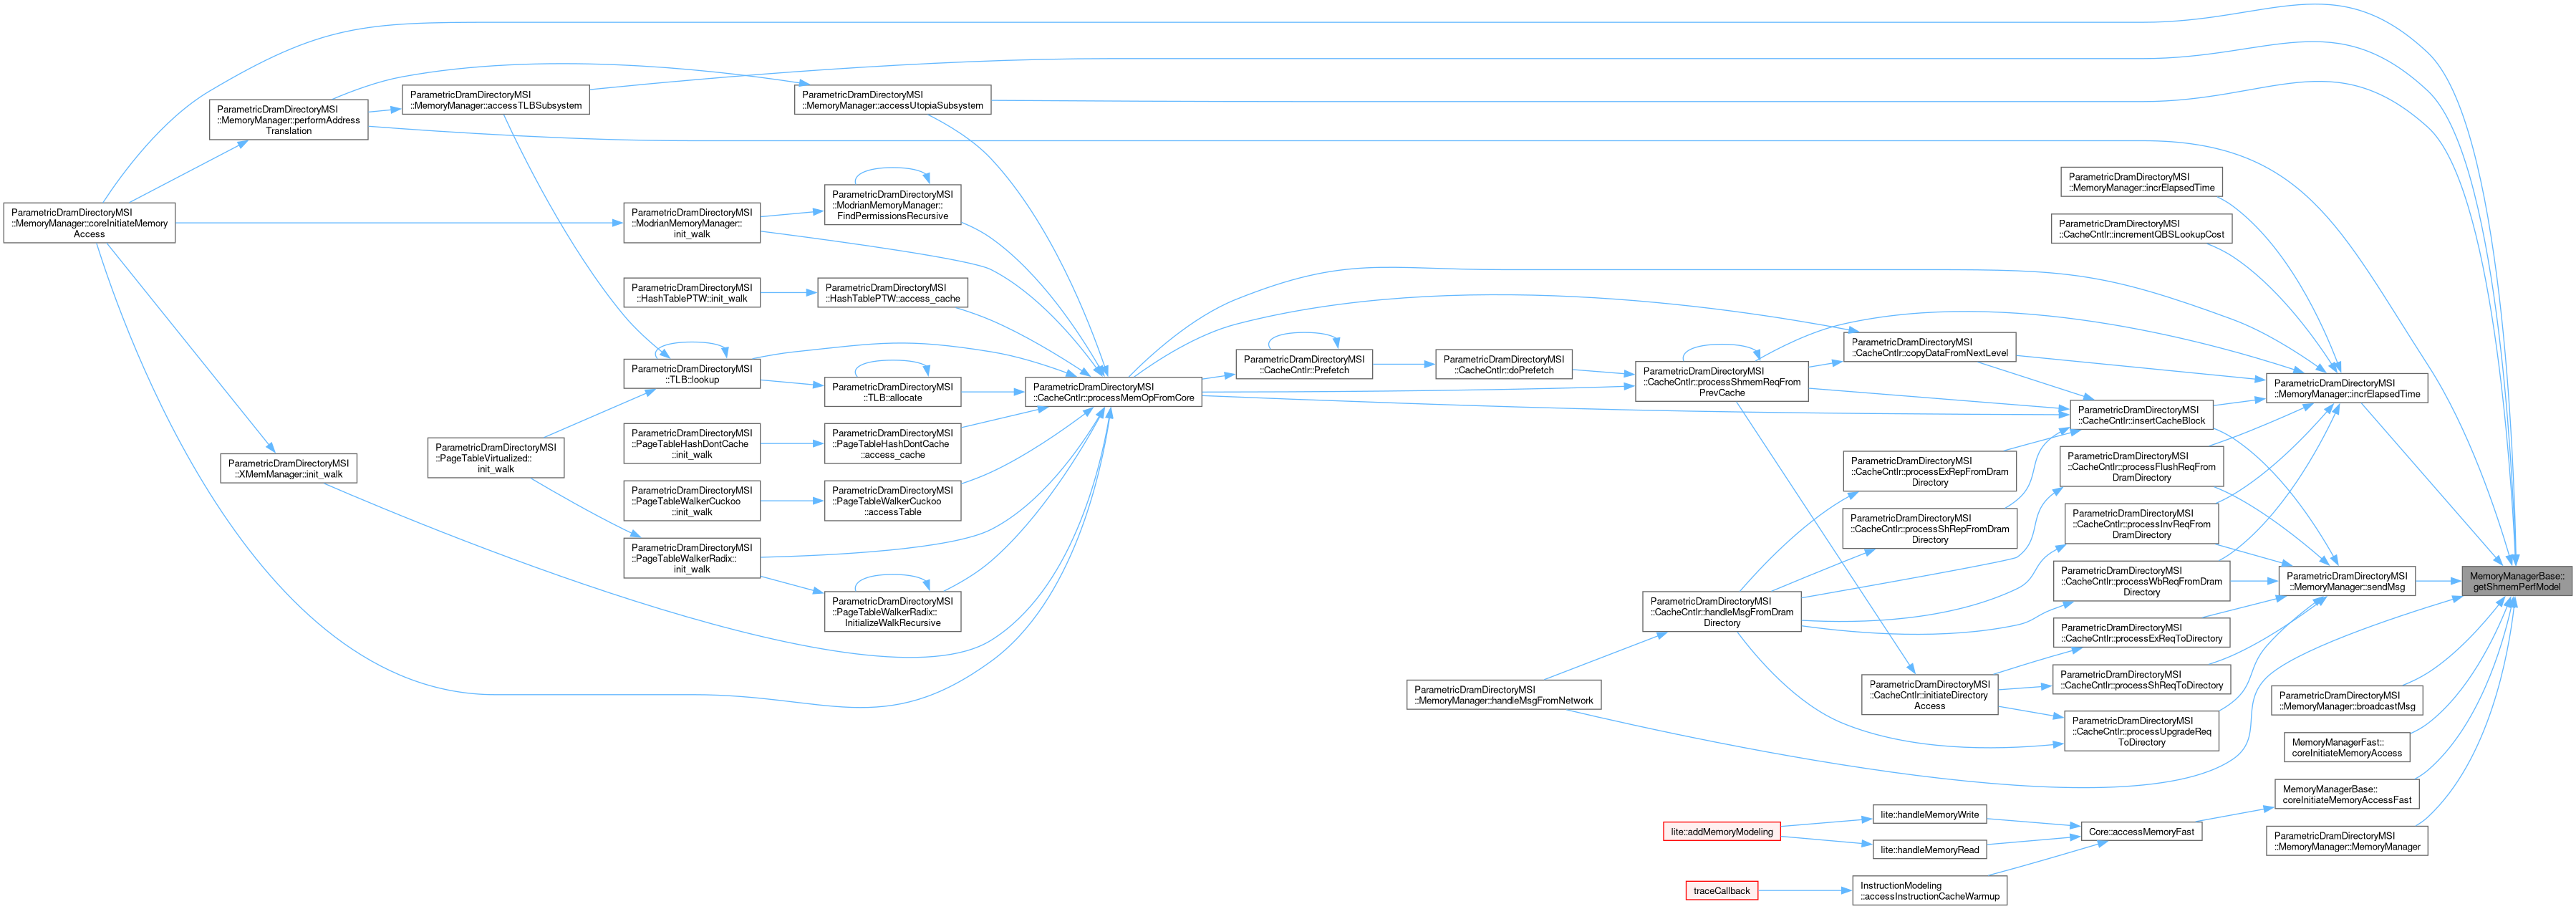 ParametricDramDirectoryMSI
::MemoryManager::coreInitiateMemory
Access
ParametricDramDirectoryMSI
::MemoryManager::performAddress
Translation
ParametricDramDirectoryMSI
::XMemManager::init_walk
ParametricDramDirectoryMSI
::MemoryManager::accessTLBSubsystem
ParametricDramDirectoryMSI
::PageTableVirtualized::
init_walk
ParametricDramDirectoryMSI
::ModrianMemoryManager::
init_walk
ParametricDramDirectoryMSI
::HashTablePTW::init_walk
ParametricDramDirectoryMSI
::TLB::lookup
ParametricDramDirectoryMSI
::PageTableHashDontCache
::init_walk
ParametricDramDirectoryMSI
::PageTableWalkerCuckoo
::init_walk
ParametricDramDirectoryMSI
::PageTableWalkerRadix::
init_walk
ParametricDramDirectoryMSI
::MemoryManager::accessUtopiaSubsystem
ParametricDramDirectoryMSI
::ModrianMemoryManager::
FindPermissionsRecursive
ParametricDramDirectoryMSI
::HashTablePTW::access_cache
ParametricDramDirectoryMSI
::TLB::allocate
ParametricDramDirectoryMSI
::PageTableHashDontCache
::access_cache
ParametricDramDirectoryMSI
::PageTableWalkerCuckoo
::accessTable
ParametricDramDirectoryMSI
::PageTableWalkerRadix::
InitializeWalkRecursive
ParametricDramDirectoryMSI
::CacheCntlr::processMemOpFromCore
ParametricDramDirectoryMSI
::CacheCntlr::Prefetch
ParametricDramDirectoryMSI
::CacheCntlr::doPrefetch
ParametricDramDirectoryMSI
::MemoryManager::handleMsgFromNetwork
ParametricDramDirectoryMSI
::CacheCntlr::processShmemReqFrom
PrevCache
ParametricDramDirectoryMSI
::CacheCntlr::handleMsgFromDram
Directory
lite::addMemoryModeling
traceCallback
ParametricDramDirectoryMSI
::CacheCntlr::copyDataFromNextLevel
ParametricDramDirectoryMSI
::CacheCntlr::processExRepFromDram
Directory
ParametricDramDirectoryMSI
::CacheCntlr::processShRepFromDram
Directory
ParametricDramDirectoryMSI
::CacheCntlr::initiateDirectory
Access
lite::handleMemoryWrite
lite::handleMemoryRead
InstructionModeling
::accessInstructionCacheWarmup
ParametricDramDirectoryMSI
::MemoryManager::incrElapsedTime
ParametricDramDirectoryMSI
::CacheCntlr::incrementQBSLookupCost
ParametricDramDirectoryMSI
::CacheCntlr::insertCacheBlock
ParametricDramDirectoryMSI
::CacheCntlr::processFlushReqFrom
DramDirectory
ParametricDramDirectoryMSI
::CacheCntlr::processInvReqFrom
DramDirectory
ParametricDramDirectoryMSI
::CacheCntlr::processWbReqFromDram
Directory
ParametricDramDirectoryMSI
::CacheCntlr::processExReqToDirectory
ParametricDramDirectoryMSI
::CacheCntlr::processShReqToDirectory
ParametricDramDirectoryMSI
::CacheCntlr::processUpgradeReq
ToDirectory
Core::accessMemoryFast
ParametricDramDirectoryMSI
::MemoryManager::incrElapsedTime
ParametricDramDirectoryMSI
::MemoryManager::sendMsg
ParametricDramDirectoryMSI
::MemoryManager::broadcastMsg
MemoryManagerFast::
coreInitiateMemoryAccess
MemoryManagerBase::
coreInitiateMemoryAccessFast
ParametricDramDirectoryMSI
::MemoryManager::MemoryManager
MemoryManagerBase::
getShmemPerfModel